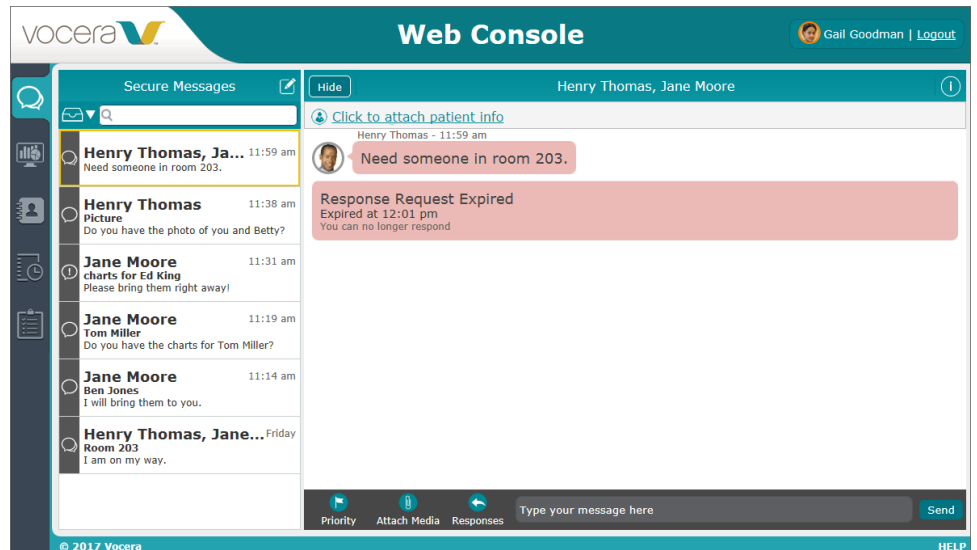 vocera
Web Console
Gail Goodman | Logout
Secure Messages
Hide
Henry Thomas, Jane Moore
Click to attach patient info
Henry Thomas, Ja... 11:59 am
Need someone in room 203.
Henry Thomas 11:38 am
Picture
Do you have the photo of you and Betty?
Jane Moore 11:31 am
charts for Ed King
Please bring them right away!
Jane Moore 11:19 am
Tom Miller
Do you have the charts for Tom Miller?
Jane Moore 11:14 am
Ben Jones
I will bring them to you.
Henry Thomas, Jane... Friday
Room 203
I am on my way.
Henry Thomas - 11:59 am
Need someone in room 203.
Response Request Expired
Expired at 12:01 pm
You can no longer respond
Priority
Attach Media
Responses
Type your message here
Send
© 2017 Vocera
HELP